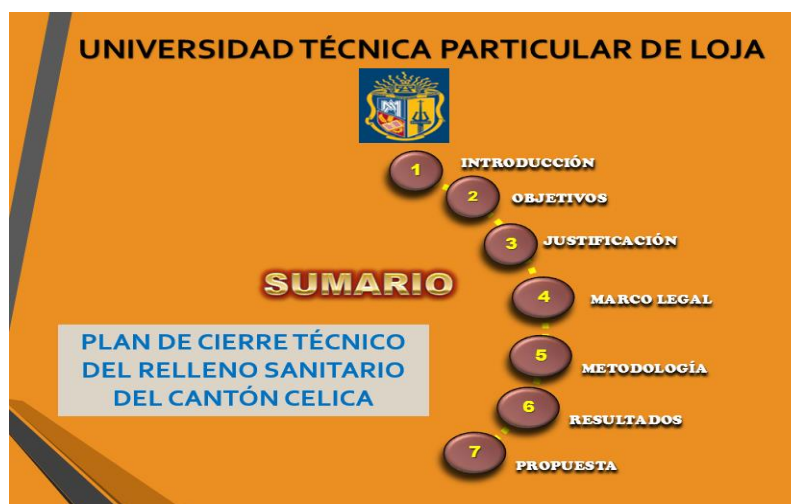 UNIVERSIDAD TÉCNICA PARTICULAR DE LOJA
1 INTRODUCCIÓN
2 OBJETIVOS
3 JUSTIFICACIÓN
SUMARIO
4 MARCO LEGAL
PLAN DE CIERRE TÉCNICO
DEL RELLENO SANITARIO
DEL CANTÓN CELICA
5 METODOLOGÍA
6 RESULTADOS
7 PROPUESTA